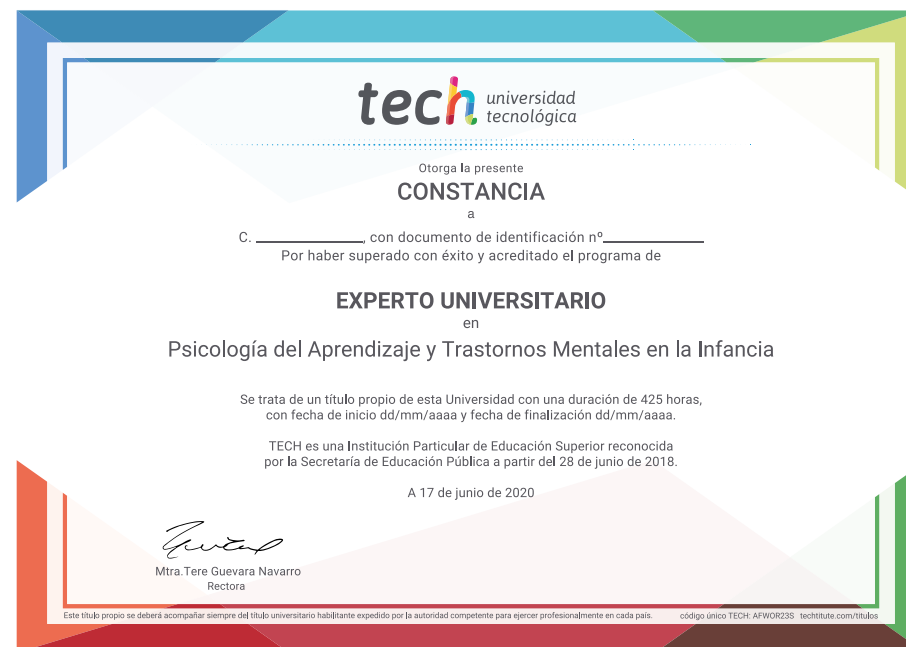 tech universidad
tecnológica
Otorga la presente
CONSTANCIA
a
C. ____________, con documento de identificación nº____________
Por haber superado con éxito y acreditado el programa de
EXPERTO UNIVERSITARIO
en
Psicología del Aprendizaje y Trastornos Mentales en la Infancia
Se trata de un título propio de esta Universidad con una duración de 425 horas,
con fecha de inicio dd/mm/aaaa y fecha de finalización dd/mm/aaaa.
TECH es una Institución Particular de Educación Superior reconocida
por la Secretaría de Educación Pública a partir del 28 de junio de 2018.
A 17 de junio de 2020
Mtra.Tere Guevara Navarro
Rectora
Este título propio se deberá acompañar siempre del título universitario habilitante expedido por la autoridad competente para ejercer profesionalmente en cada país. código único TECH: AFWOR23S techtitute.com/titulos